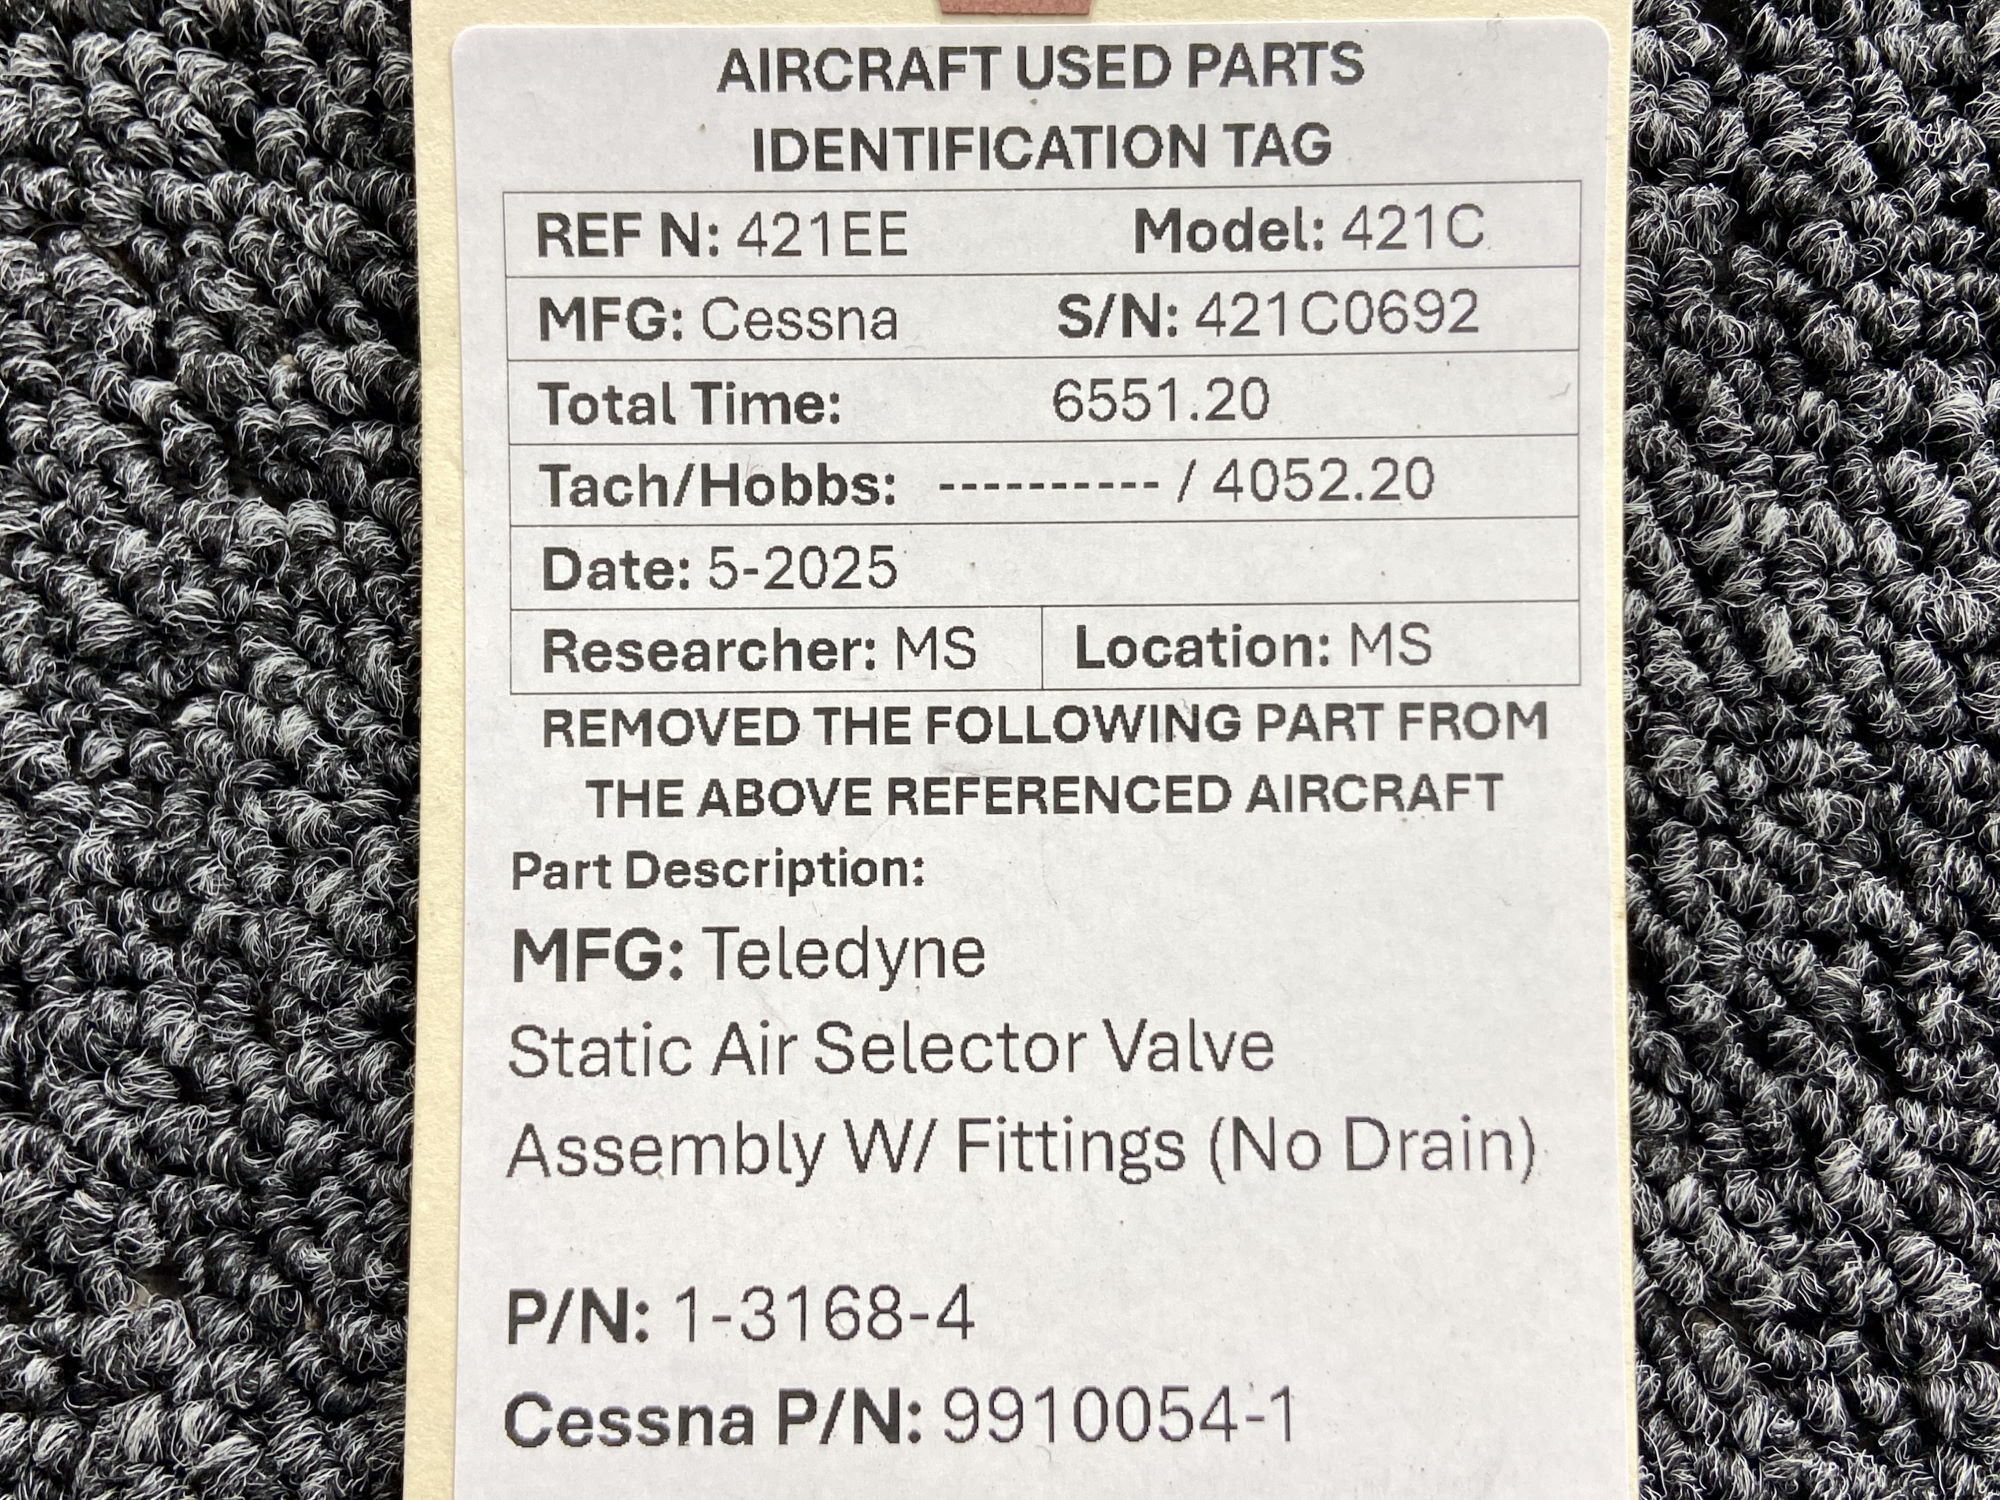 AIRCRAFT USED PARTS
IDENTIFICATION TAG
REF N: 421EE Model: 421C
MFG: Cessna S/N: 421C0692
Total Time: 6551.20
Tach/Hobbs: ---------- / 4052.20
Date: 5-2025
Researcher: MS Location: MS
REMOVED THE FOLLOWING PART FROM
THE ABOVE REFERENCED AIRCRAFT
Part Description:
MFG: Teledyne
Static Air Selector Valve
Assembly W/ Fittings (No Drain)
P/N: 1-3168-4
Cessna P/N: 9910054-1